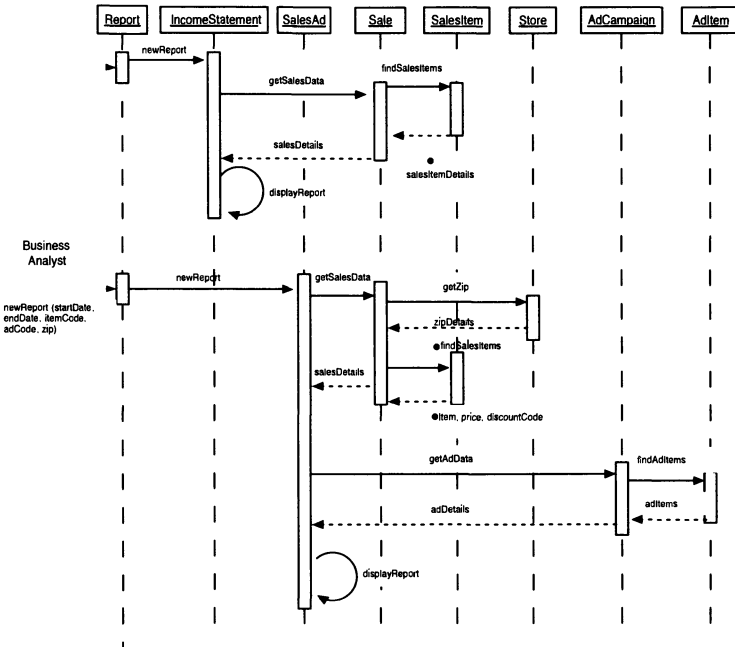 Report IncomeStatement SalesAd Sale SalesItem Store AdCampaign AdItem
newReport
findSalesItems
getSalesData
salesDetails
salesItemDetails
displayReport
Business
Analyst
newReport
getSalesData
getZip
newReport (startDate,
endDate, itemCode,
adCode, zip)
zipDetails
findSalesItems
salesDetails
Item, price, discountCode
getAdData
findAdItems
adItems
adDetails
displayReport